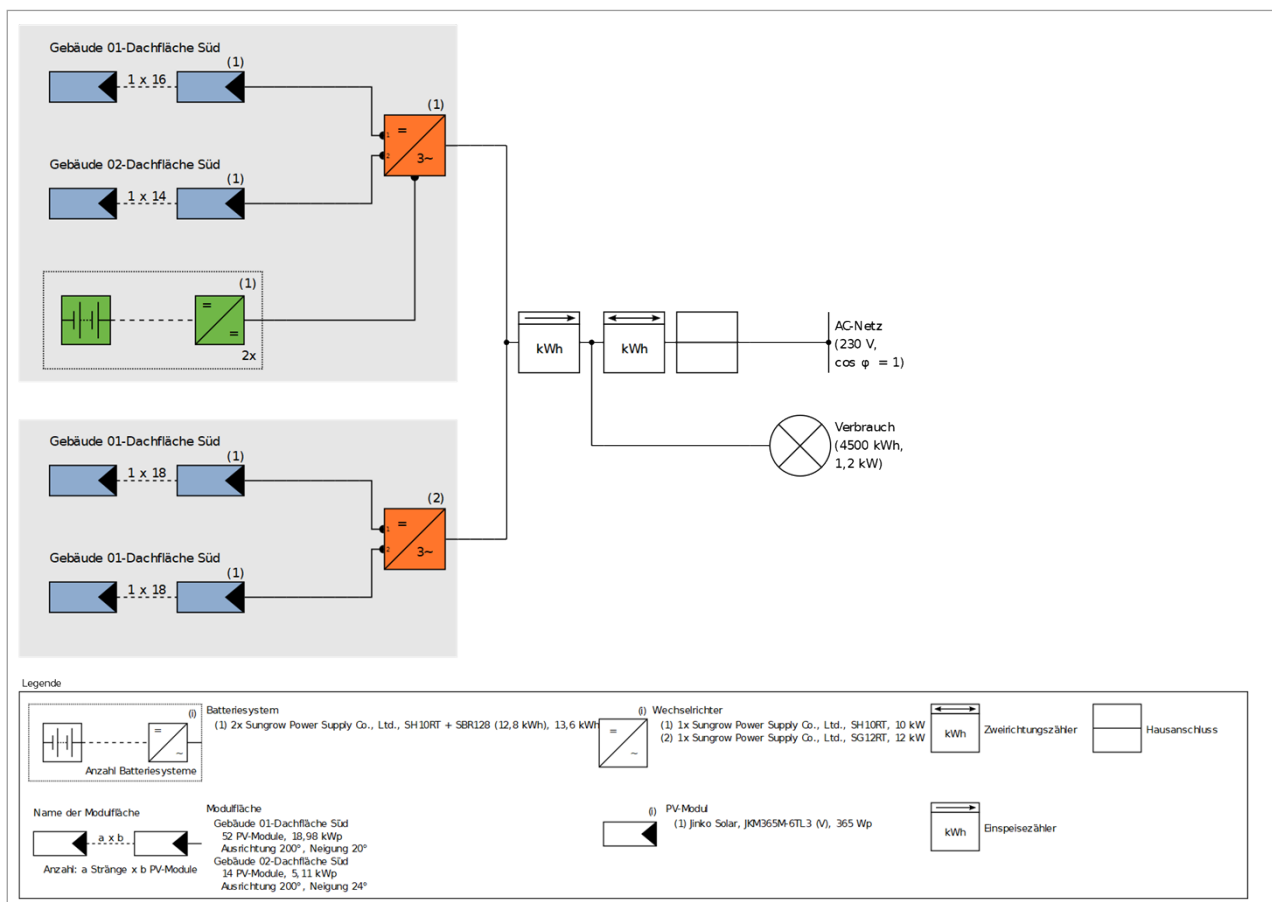 Gebäude 01-Dachfläche Süd
(1)
1 x 16
(1)
=
3~
1
2
Gebäude 02-Dachfläche Süd
(1)
1 x 14
(1)
=
=
2x
kWh
kWh
AC-Netz
(230 V,
cos φ = 1)
Verbrauch
(4500 kWh,
1,2 kW)
Gebäude 01-Dachfläche Süd
(1)
1 x 18
(2)
=
3~
1
2
Gebäude 01-Dachfläche Süd
(1)
1 x 18
Legende
(i)
=
~
Anzahl Batteriesysteme
Batteriesystem
(1) 2x Sungrow Power Supply Co., Ltd., SH10RT + SBR128 (12,8 kWh), 13,6 kWh
(i)
=
~
Wechselrichter
(1) 1x Sungrow Power Supply Co., Ltd., SH10RT, 10 kW
(2) 1x Sungrow Power Supply Co., Ltd., SG12RT, 12 kW
kWh
Zweirichtungszähler
Hausanschluss
Name der Modulfläche
a x b
Anzahl: a Stränge x b PV-Module
Modulfläche
Gebäude 01-Dachfläche Süd
52 PV-Module, 18,98 kWp
Ausrichtung 200°, Neigung 20°
Gebäude 02-Dachfläche Süd
14 PV-Module, 5,11 kWp
Ausrichtung 200°, Neigung 24°
(i)
PV-Modul
(1) Jinko Solar, JKM365M-6TL3 (V), 365 Wp
kWh
Einspeisezähler